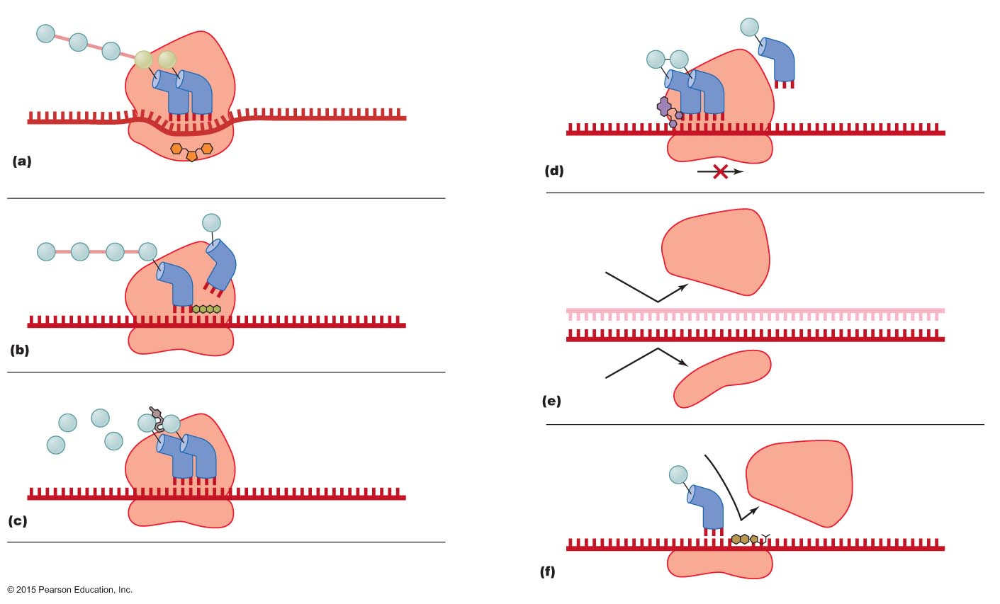 (a)
(b)
(c)
(d)
(e)
(f)
© 2015 Pearson Education, Inc.